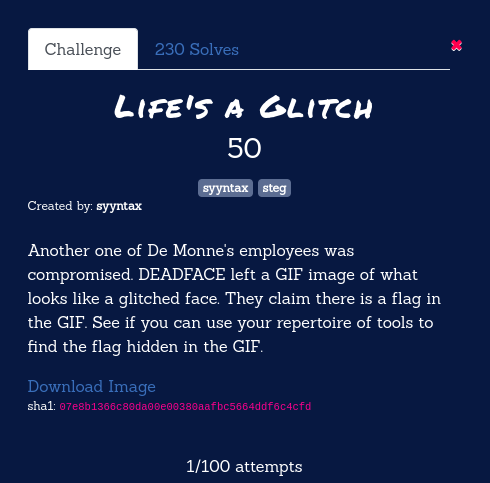 Challenge 230 Solves
Life's a Glitch
50
syyntax steg
Created by: syyntax
Another one of De Monne's employees was
compromised. DEADFACE left a GIF image of what
looks like a glitched face. They claim there is a flag in
the GIF. See if you can use your repertoire of tools to
find the flag hidden in the GIF.
Download Image
sha1: 07e8b1366c80da00e00380aafbc5664ddf6c4cfd
1/100 attempts